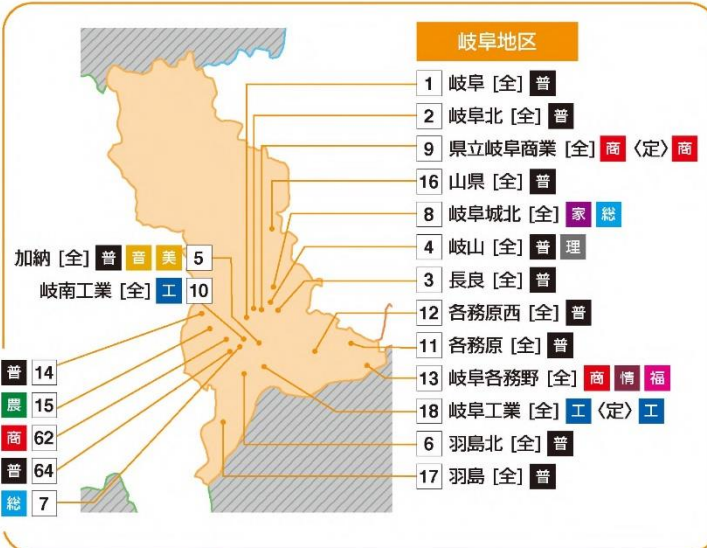 岐阜地区
1 岐阜 [全] 普
2 岐阜北 [全] 普
9 県立岐阜商業 [全] 商 〈定〉 商
16 山県 [全] 普
8 岐阜城北 [全] 家 総
4 岐山 [全] 普 理
3 長良 [全] 普
12 各務原西 [全] 普
11 各務原 [全] 普
13 岐阜各務野 [全] 商 情 福
18 岐阜工業 [全] 工 〈定〉 工
6 羽島北 [全] 普
17 羽島 [全] 普
加納 [全] 普 音 美 5
岐南工業 [全] 工 10
普 14
農 15
商 62
普 64
総 7